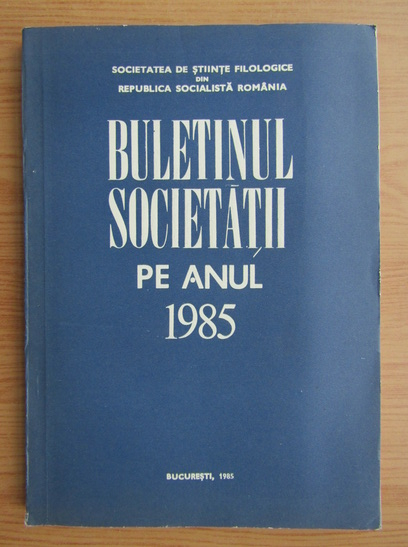 SOCIETATEA DE ȘTIINȚE FILOLOGICE
DIN
REPUBLICA SOCIALISTĂ ROMÂNIA
BULETINUL
SOCIETĂȚII
PE ANUL
1985
BUCUREȘTI, 1985